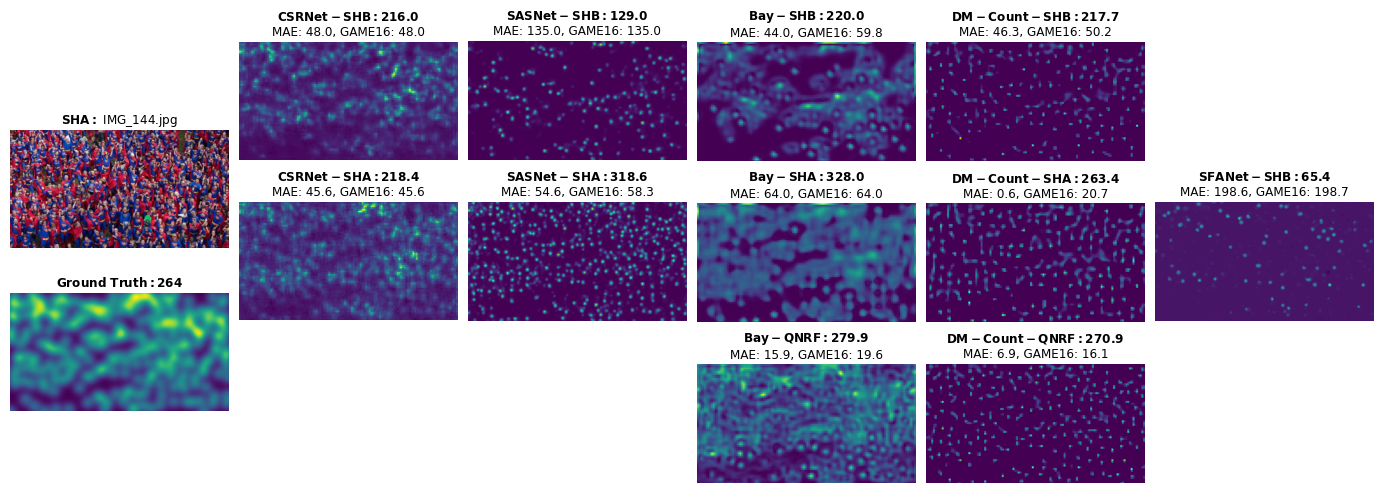 SHA: IMG_144.jpg
Ground Truth:264
CSRNet−SHB:216.0
MAE: 48.0, GAME16: 48.0
SASNet−SHB:129.0
MAE: 135.0, GAME16: 135.0
Bay−SHB:220.0
MAE: 44.0, GAME16: 59.8
DM−Count−SHB:217.7
MAE: 46.3, GAME16: 50.2
CSRNet−SHA:218.4
MAE: 45.6, GAME16: 45.6
SASNet−SHA:318.6
MAE: 54.6, GAME16: 58.3
Bay−SHA:328.0
MAE: 64.0, GAME16: 64.0
DM−Count−SHA:263.4
MAE: 0.6, GAME16: 20.7
SFANet−SHB:65.4
MAE: 198.6, GAME16: 198.7
Bay−QNRF:279.9
MAE: 15.9, GAME16: 19.6
DM−Count−QNRF:270.9
MAE: 6.9, GAME16: 16.1